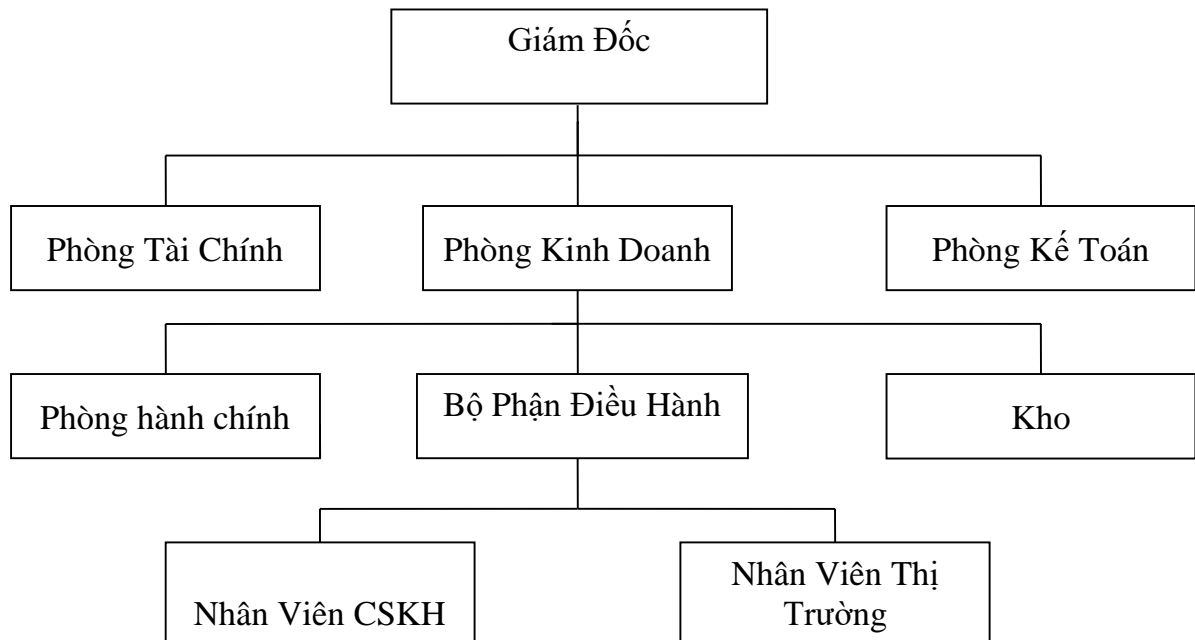 Giám Đốc
Phòng Tài Chính
Phòng Kinh Doanh
Phòng Kế Toán
Phòng hành chính
Bộ Phận Điều Hành
Kho
Nhân Viên CSKH
Nhân Viên Thị
Trường